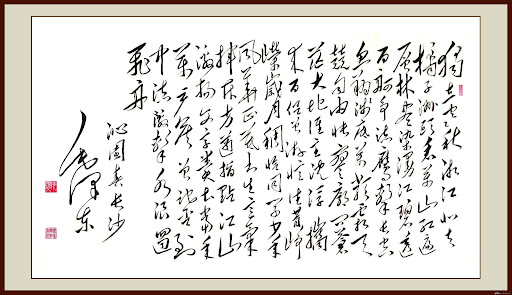 独立寒秋湘江北去
橘子洲头看万山红遍
层林尽染漫江碧透
百舸争流鹰击长空
鱼翔浅底万类霜天
竞自由怅寥廓问苍
茫大地谁主沉浮携
来百侣曾游忆往昔峥
嵘岁月稠恰同学少年
风华正茂书生意气
挥斥方遒指点江山
激扬文字粪土当年
万户侯曾记否到
中流击水浪遏
飞舟
沁园春长沙
毛泽东